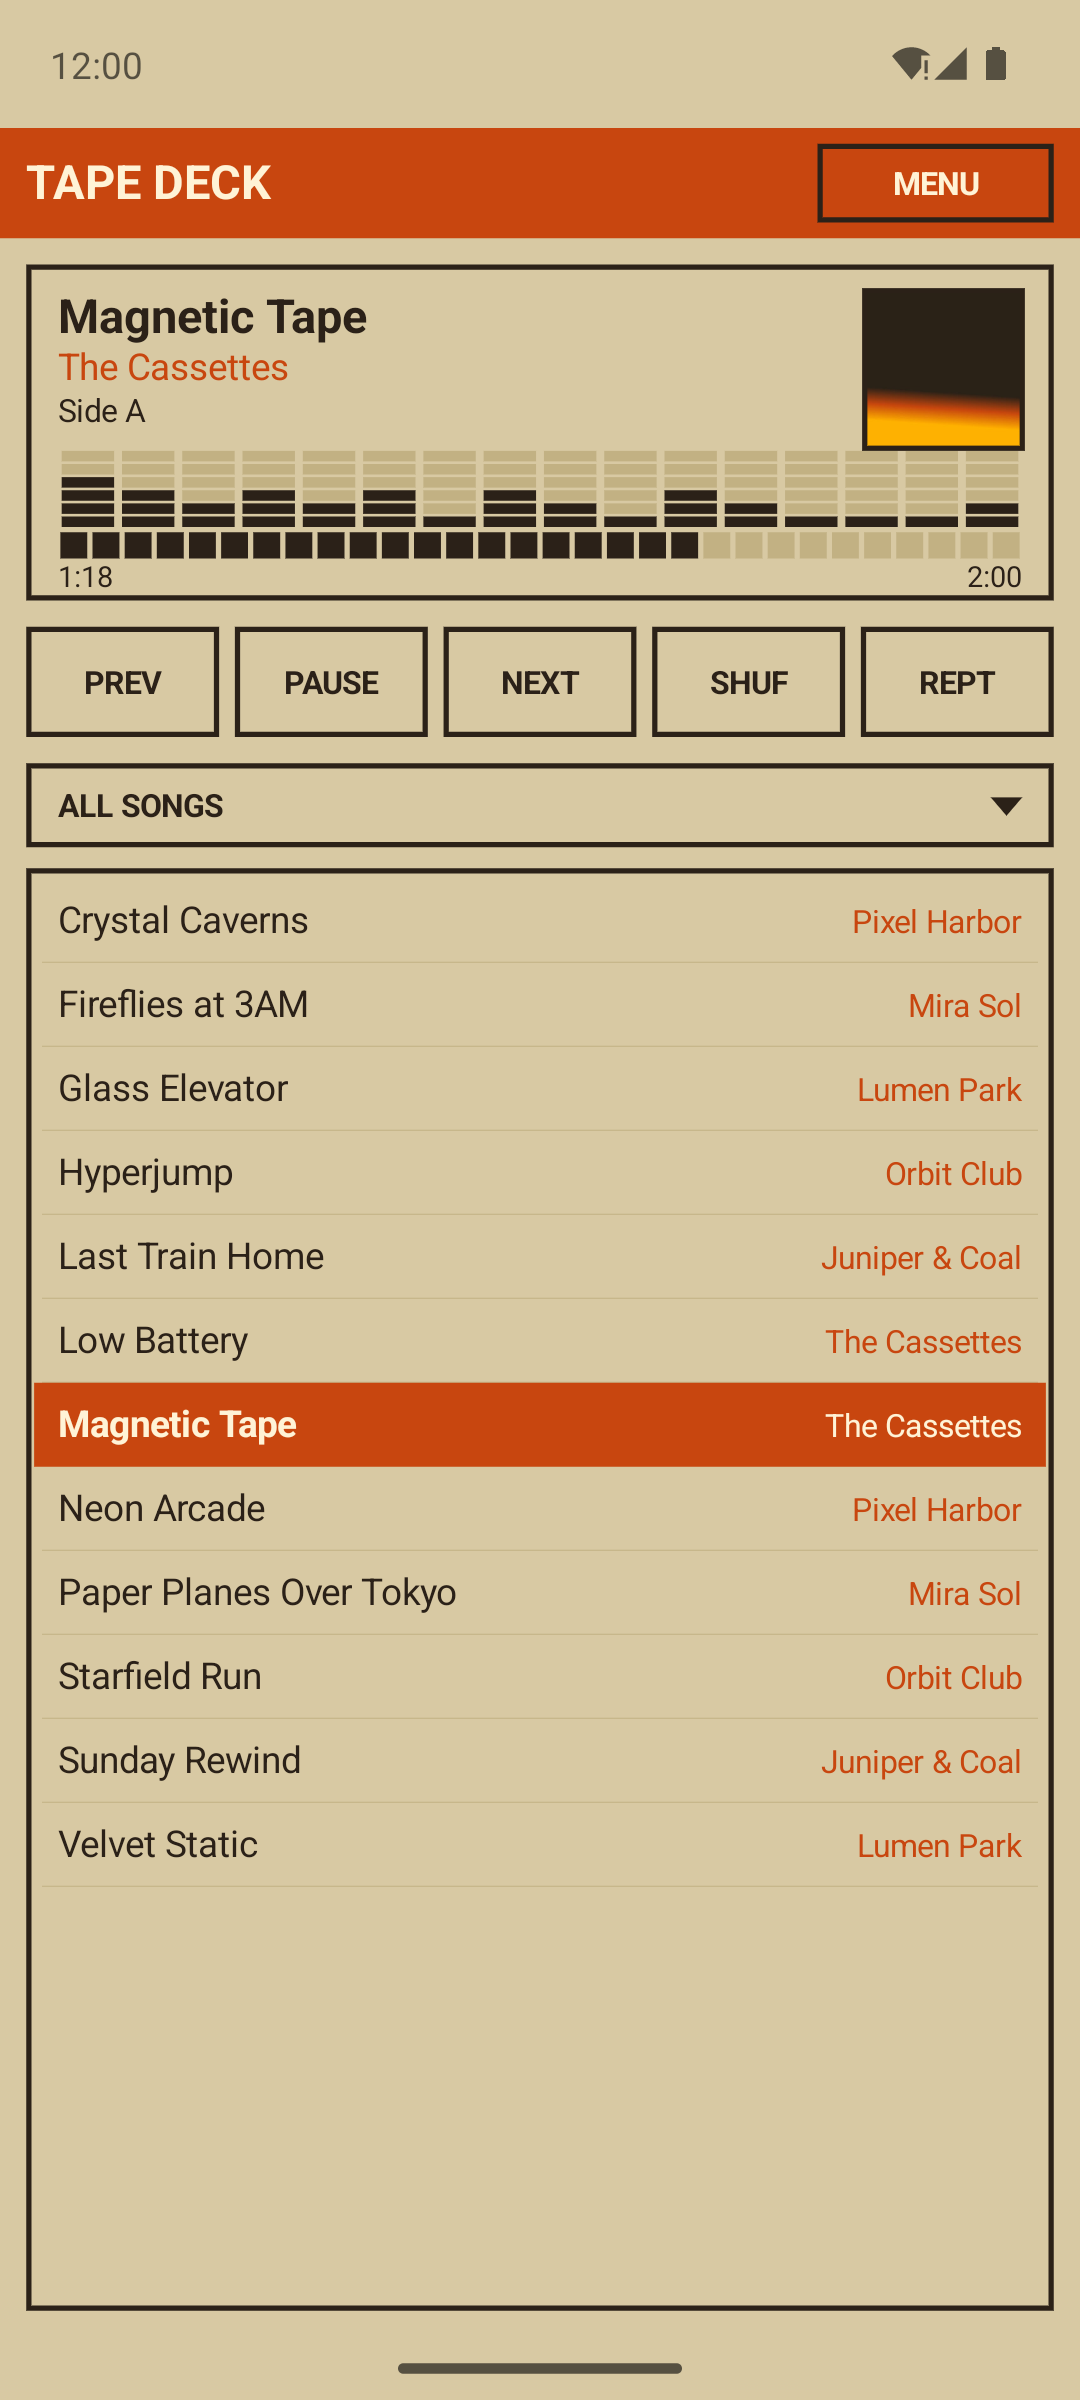 12:00
TAPE DECK
MENU
Magnetic Tape
The Cassettes
Side A
1:18 2:00
PREV PAUSE NEXT SHUF REPT
ALL SONGS
Crystal Caverns Pixel Harbor
Fireflies at 3AM Mira Sol
Glass Elevator Lumen Park
Hyperjump Orbit Club
Last Train Home Juniper & Coal
Low Battery The Cassettes
Magnetic Tape The Cassettes
Neon Arcade Pixel Harbor
Paper Planes Over Tokyo Mira Sol
Starfield Run Orbit Club
Sunday Rewind Juniper & Coal
Velvet Static Lumen Park